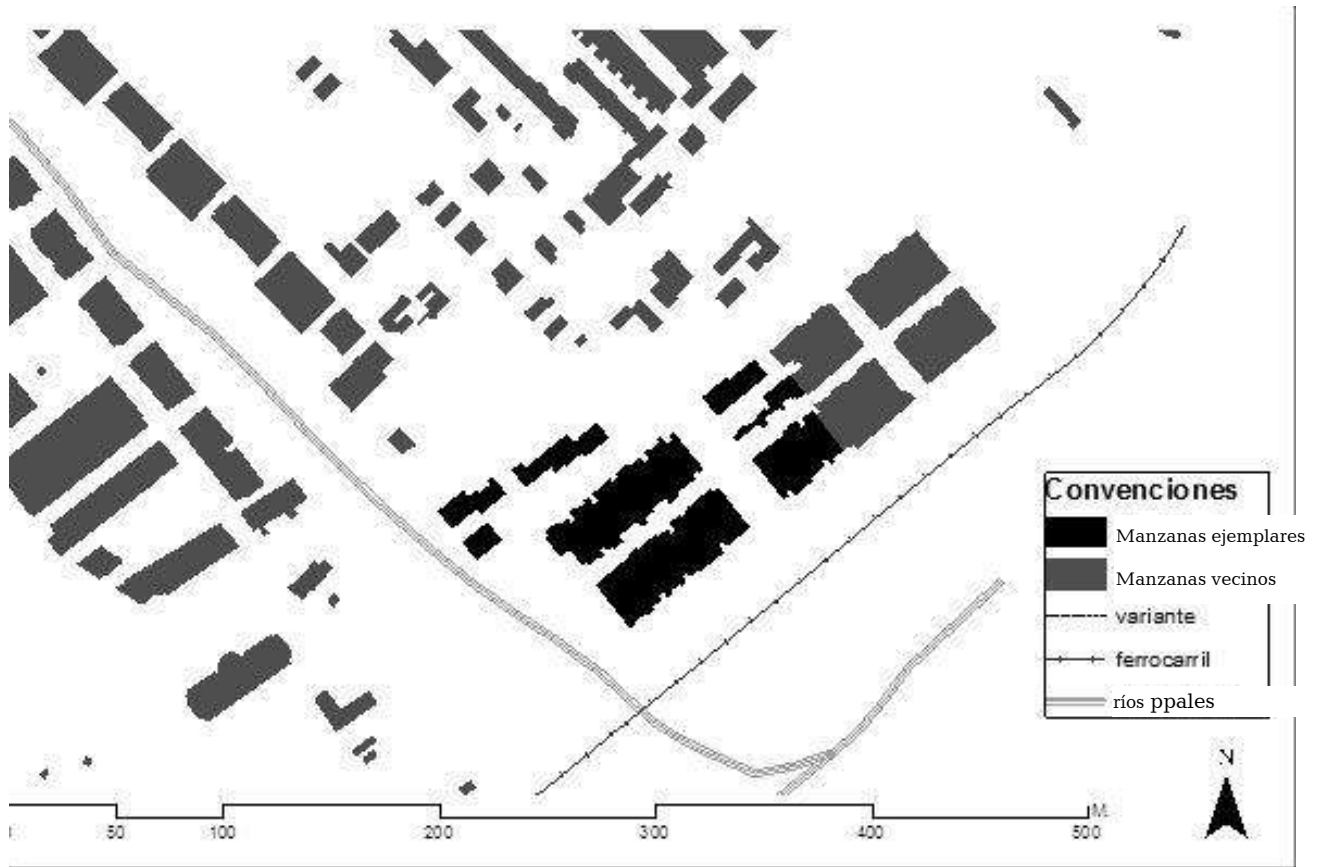 Convenciones
Manzanas ejemplares
Manzanas vecinos
variante
ferrocarril
ríos ppales
N
M
50 100 200 300 400 500